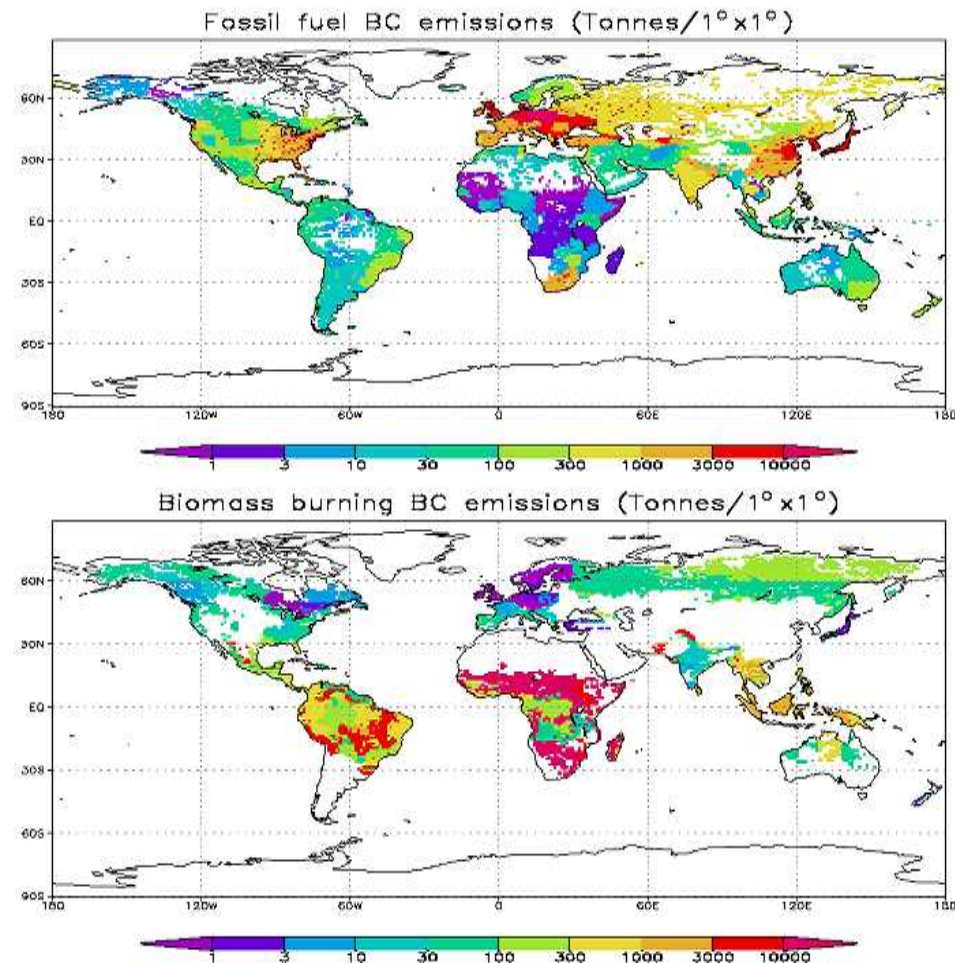 Fossil fuel BC emissions (Tonnes/1°x1°)
60N
30N
EQ
30S
60S
90S
180 120W 60W 0 60E 120E 180
1 3 10 30 100 300 1000 3000 10000
Biomass burning BC emissions (Tonnes/1°x1°)
60N
30N
EQ
30S
60S
90S
180 120W 60W 0 60E 120E 180
1 3 10 30 100 300 1000 3000 10000